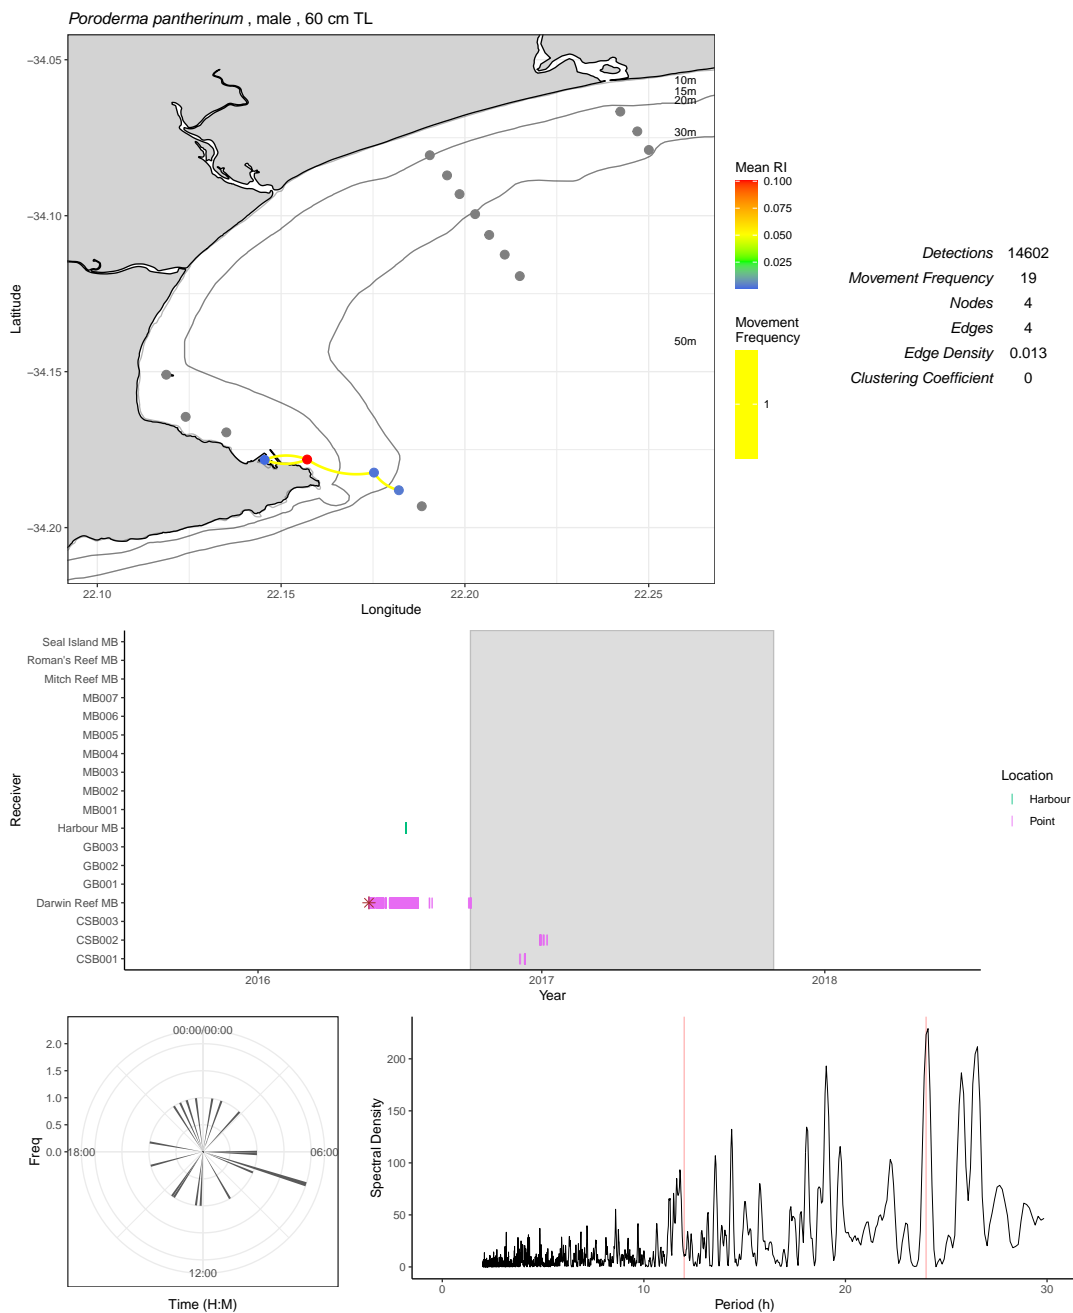 Poroderma pantherinum , male , 60 cm TL
−34.05
−34.10
−34.15
−34.20
Latitude
22.10
22.15
22.20
22.25
Longitude
10m
15m
20m
30m
50m
Mean RI
0.100
0.075
0.050
0.025
Movement
Frequency
1
Detections 14602
Movement Frequency 19
Nodes 4
Edges 4
Edge Density 0.013
Clustering Coefficient 0
Receiver
Seal Island MB
Roman's Reef MB
Mitch Reef MB
MB007
MB006
MB005
MB004
MB003
MB002
MB001
Harbour MB
GB003
GB002
GB001
Darwin Reef MB
CSB003
CSB002
CSB001
2016
2017
2018
Year
Location
Harbour
Point
Freq
2.0
1.5
1.0
0.5
0.0
00:00/00:00
06:00
12:00
18:00
Time (H:M)
Spectral Density
200
150
100
50
0
0
10
20
30
Period (h)